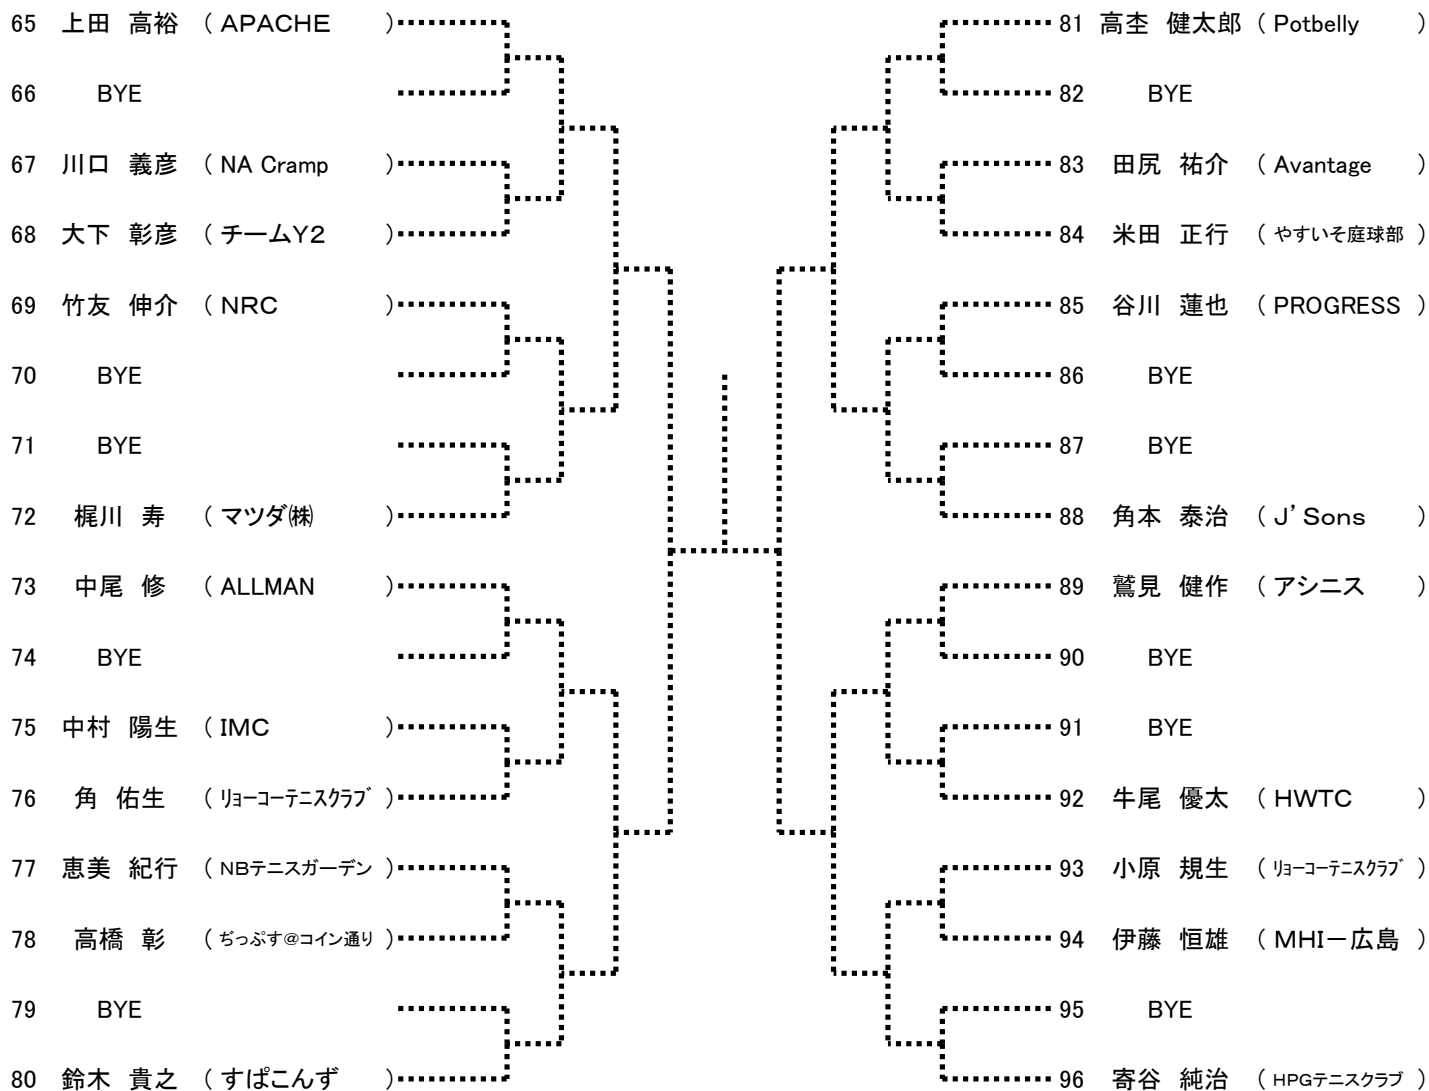 65 上田 高裕 ( APACHE )
66 BYE
67 川口 義彦 ( NA Cramp )
68 大下 彰彦 ( チームY2 )
69 竹友 伸介 ( NRC )
70 BYE
71 BYE
72 梶川 寿 ( マツダ㈱ )
73 中尾 修 ( ALLMAN )
74 BYE
75 中村 陽生 ( IMC )
76 角 佑生 ( ﾘｮｰｺｰﾃﾆｽｸﾗﾌﾞ )
77 恵美 紀行 ( NBテニスガーデン )
78 高橋 彰 ( ぢっぷす@コイン通り )
79 BYE
80 鈴木 貴之 ( すぱこんず )
81 高杢 健太郎 ( Potbelly )
82 BYE
83 田尻 祐介 ( Avantage )
84 米田 正行 ( やすいそ庭球部 )
85 谷川 蓮也 ( PROGRESS )
86 BYE
87 BYE
88 角本 泰治 ( J’Sons )
89 鷲見 健作 ( アシニス )
90 BYE
91 BYE
92 牛尾 優太 ( HWTC )
93 小原 規生 ( ﾘｮｰｺｰﾃﾆｽｸﾗﾌﾞ )
94 伊藤 恒雄 ( MHI－広島 )
95 BYE
96 寄谷 純治 ( HPGテニスクラブ )